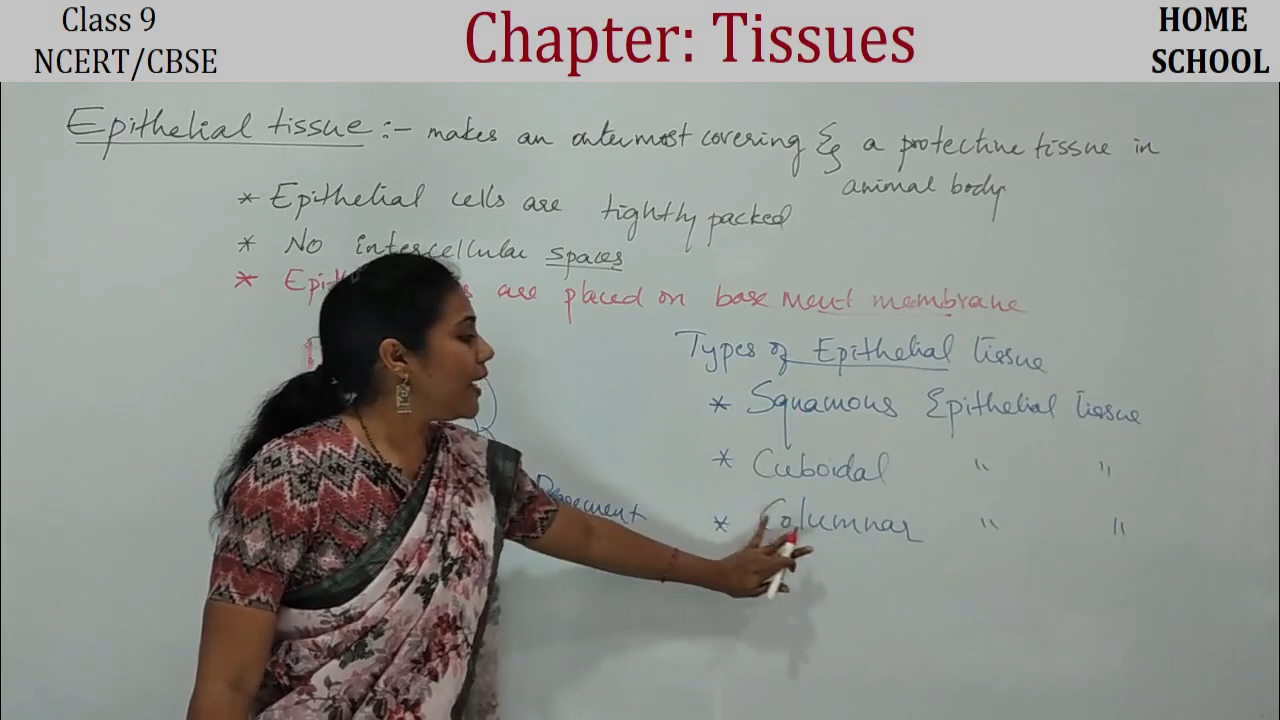 Class 9
NCERT/CBSE
Chapter: Tissues
HOME
SCHOOL
Epithelial tissue :- makes an outermost covering & a protective tissue in
animal body
* Epithelial cells are tightly packed
* No intercellular spaces
* are placed on basement membrane
Types of Epithelial tissue
* Squamous Epithelial tissue
* Cuboidal " "
Basement
* Columnar " "